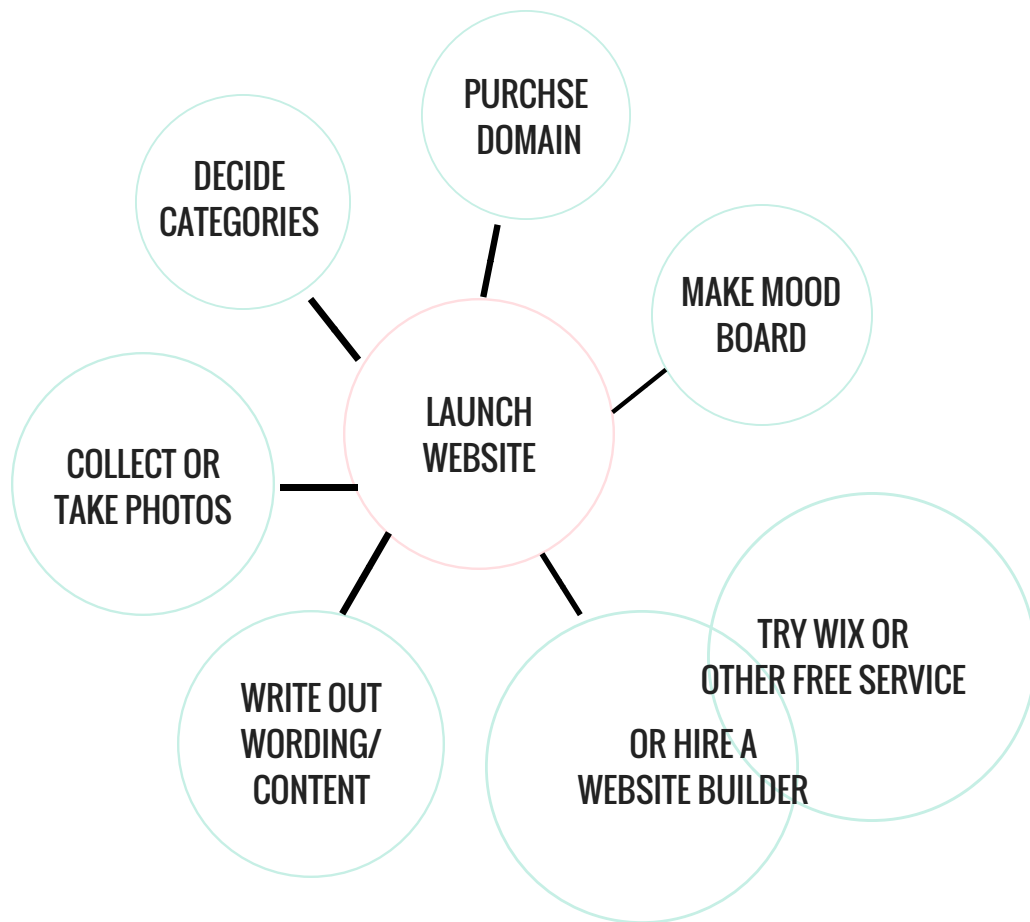 PURCHSE
DOMAIN
DECIDE
CATEGORIES
MAKE MOOD
BOARD
LAUNCH
WEBSITE
COLLECT OR
TAKE PHOTOS
TRY WIX OR
OTHER FREE SERVICE
WRITE OUT
WORDING/
CONTENT
OR HIRE A
WEBSITE BUILDER